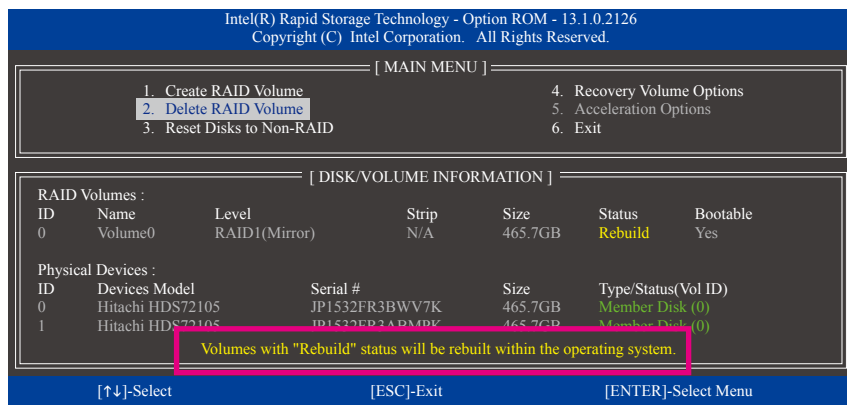 Intel(R) Rapid Storage Technology - Option ROM - 13.1.0.2126
Copyright (C) Intel Corporation. All Rights Reserved.
[ MAIN MENU ]
1. Create RAID Volume
2. Delete RAID Volume
3. Reset Disks to Non-RAID
4. Recovery Volume Options
5. Acceleration Options
6. Exit
[ DISK/VOLUME INFORMATION ]
RAID Volumes :
ID Name Level Strip Size Status Bootable
0 Volume0 RAID1(Mirror) N/A 465.7GB Rebuild Yes
Physical Devices :
ID Devices Model Serial # Size Type/Status(Vol ID)
0 Hitachi HDS72105 JP1532FR3BWV7K 465.7GB Member Disk (0)
1 Hitachi HDS72105 JP1532FR3ABMPK 465.7GB Member Disk (0)
Volumes with "Rebuild" status will be rebuilt within the operating system.
[↑↓]-Select [ESC]-Exit [ENTER]-Select Menu